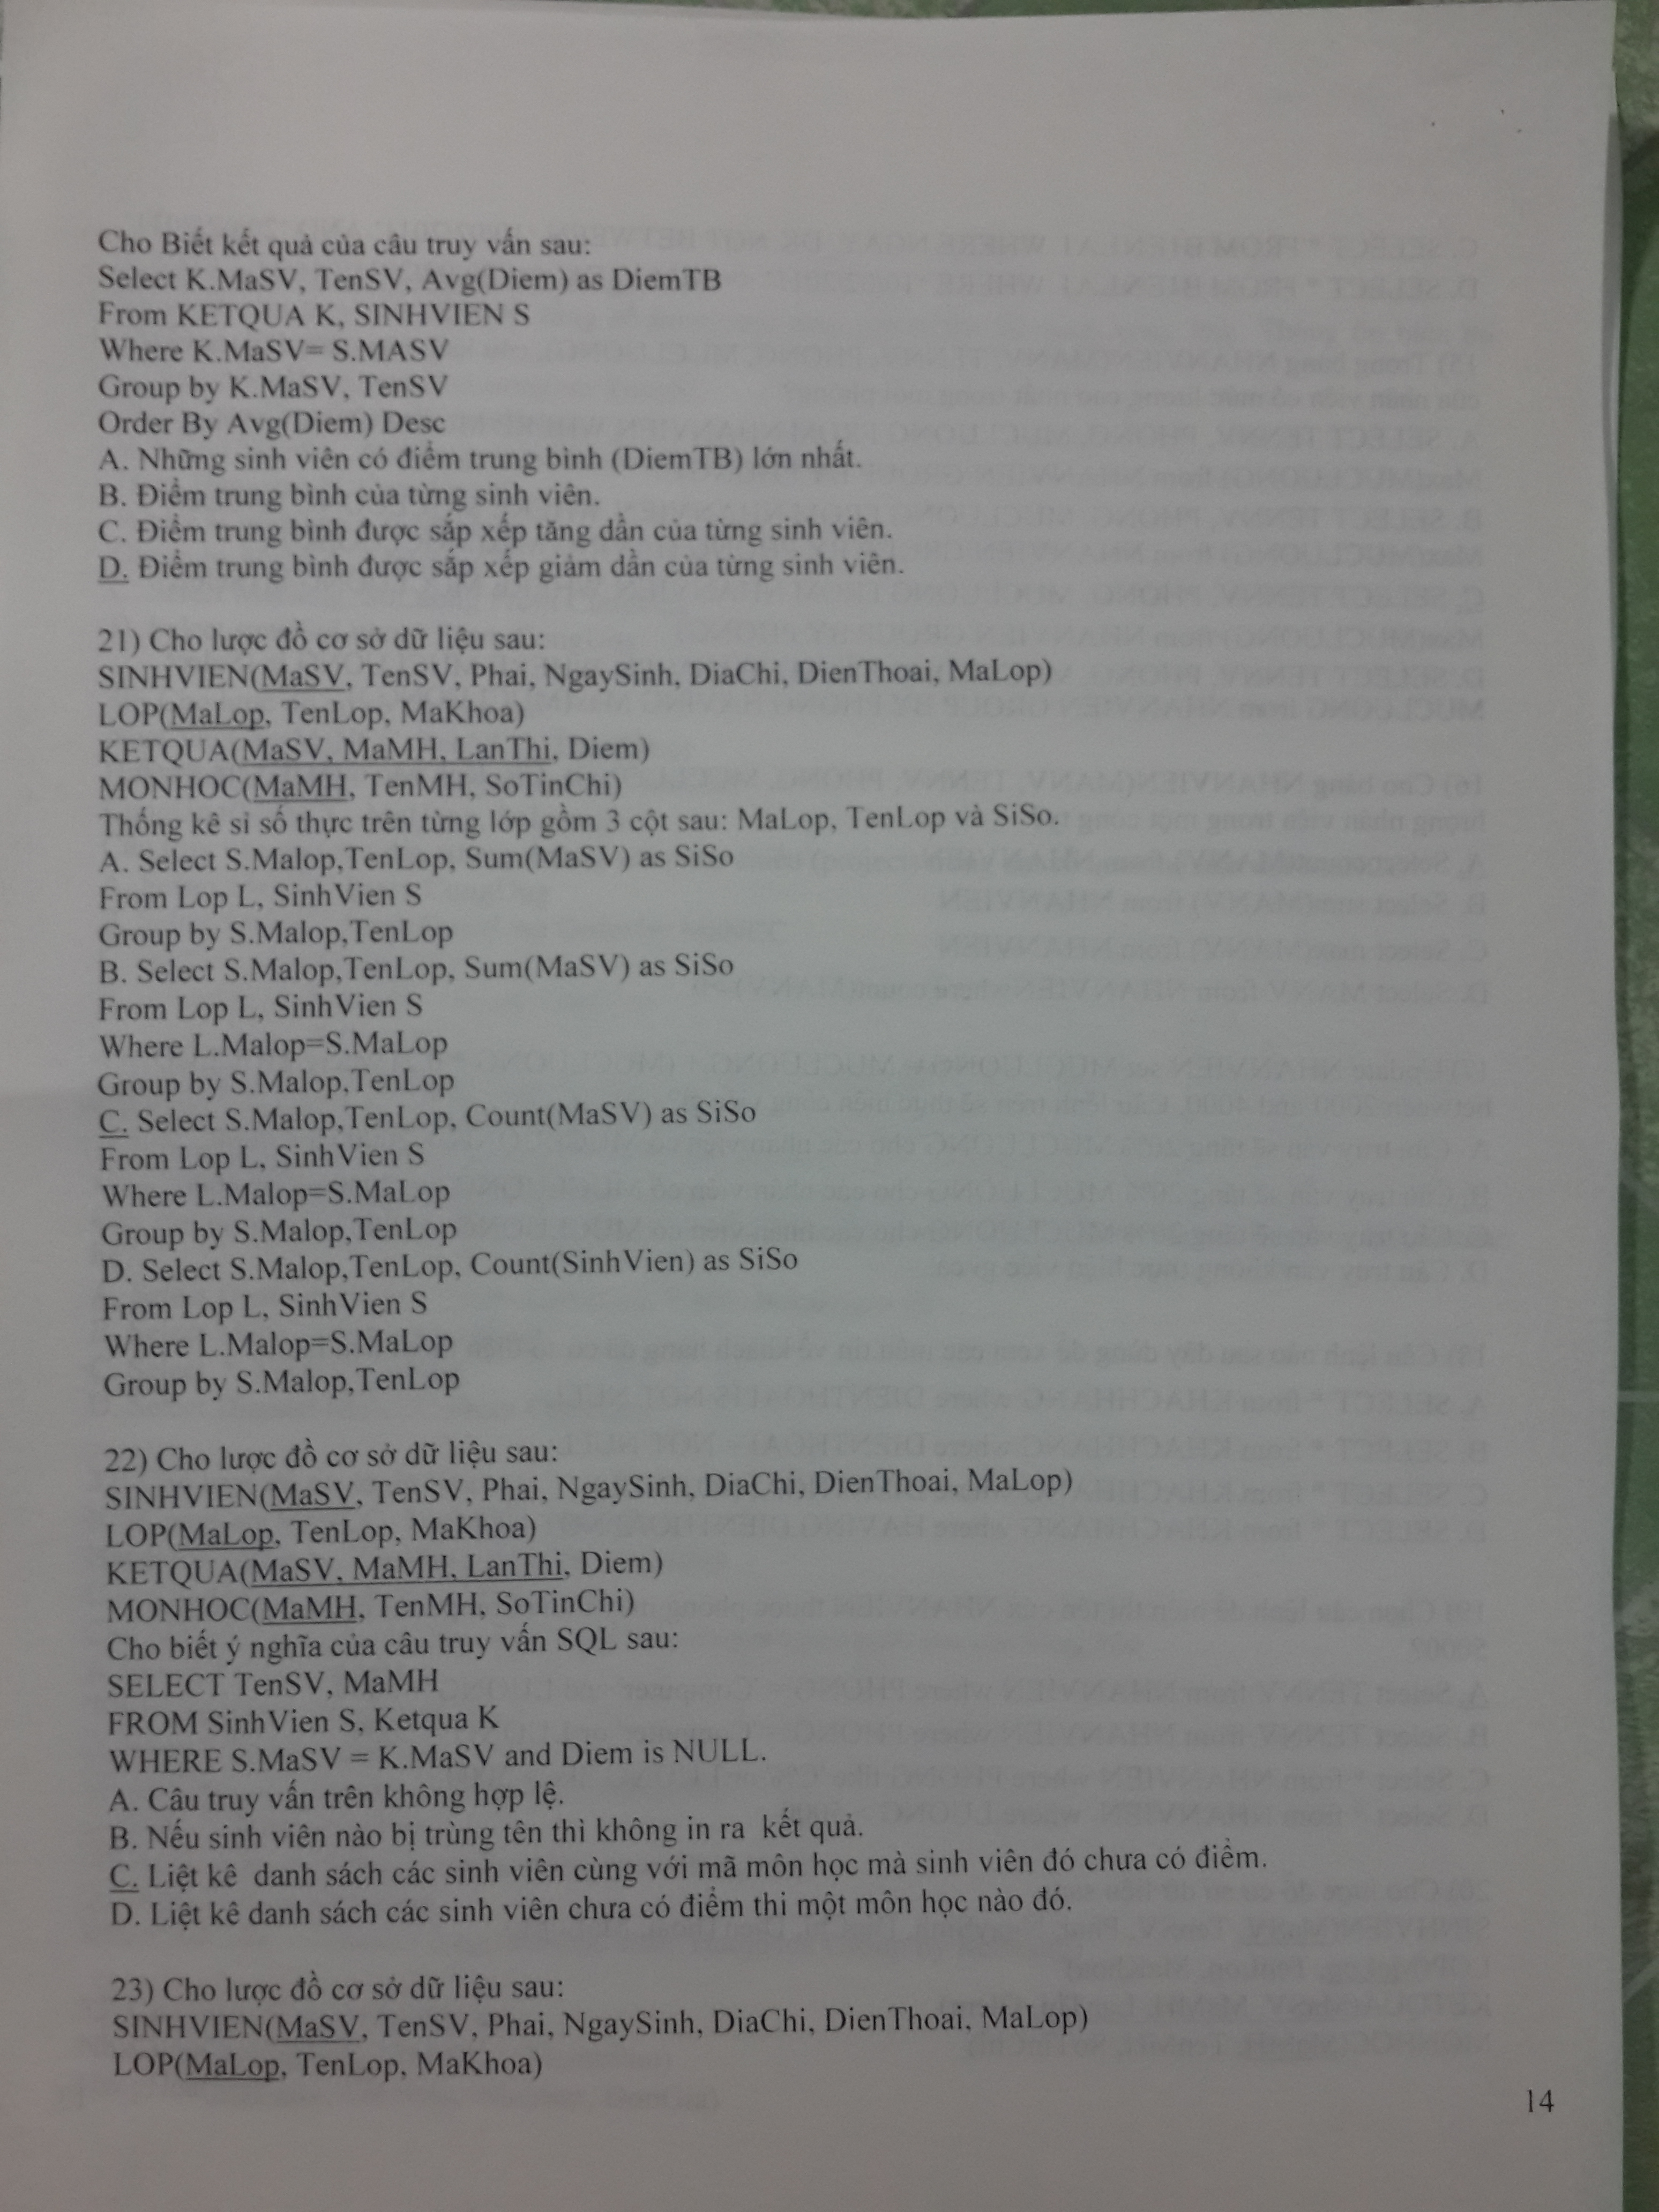 Cho Biết kết quả của câu truy vấn sau:
Select K.MaSV, TenSV, Avg(Diem) as DiemTB
From KETQUA K, SINHVIEN S
Where K.MaSV= S.MASV
Group by K.MaSV, TenSV
Order By Avg(Diem) Desc
A. Những sinh viên có điểm trung bình (DiemTB) lớn nhất.
B. Điểm trung bình của từng sinh viên.
C. Điểm trung bình được sắp xếp tăng dần của từng sinh viên.
D. Điểm trung bình được sắp xếp giảm dần của từng sinh viên.
21) Cho lược đồ cơ sở dữ liệu sau:
SINHVIEN(MaSV, TenSV, Phai, NgaySinh, DiaChi, DienThoai, MaLop)
LOP(MaLop, TenLop, MaKhoa)
KETQUA(MaSV, MaMH, LanThi, Diem)
MONHOC(MaMH, TenMH, SoTinChi)
Thống kê sỉ số thực trên từng lớp gồm 3 cột sau: MaLop, TenLop và SiSo.
A. Select S.Malop,TenLop, Sum(MaSV) as SiSo
From Lop L, SinhVien S
Group by S.Malop,TenLop
B. Select S.Malop,TenLop, Sum(MaSV) as SiSo
From Lop L, SinhVien S
Where L.Malop=S.MaLop
Group by S.Malop,TenLop
C. Select S.Malop,TenLop, Count(MaSV) as SiSo
From Lop L, SinhVien S
Where L.Malop=S.MaLop
Group by S.Malop,TenLop
D. Select S.Malop,TenLop, Count(SinhVien) as SiSo
From Lop L, SinhVien S
Where L.Malop=S.MaLop
Group by S.Malop,TenLop
22) Cho lược đồ cơ sở dữ liệu sau:
SINHVIEN(MaSV, TenSV, Phai, NgaySinh, DiaChi, DienThoai, MaLop)
LOP(MaLop, TenLop, MaKhoa)
KETQUA(MaSV, MaMH, LanThi, Diem)
MONHOC(MaMH, TenMH, SoTinChi)
Cho biết ý nghĩa của câu truy vấn SQL sau:
SELECT TenSV, MaMH
FROM SinhVien S, Ketqua K
WHERE S.MaSV = K.MaSV and Diem is NULL.
A. Câu truy vấn trên không hợp lệ.
B. Nếu sinh viên nào bị trùng tên thì không in ra kết quả.
C. Liệt kê danh sách các sinh viên cùng với mã môn học mà sinh viên đó chưa có điểm.
D. Liệt kê danh sách các sinh viên chưa có điểm thi một môn học nào đó.
23) Cho lược đồ cơ sở dữ liệu sau:
SINHVIEN(MaSV, TenSV, Phai, NgaySinh, DiaChi, DienThoai, MaLop)
LOP(MaLop, TenLop, MaKhoa)
14